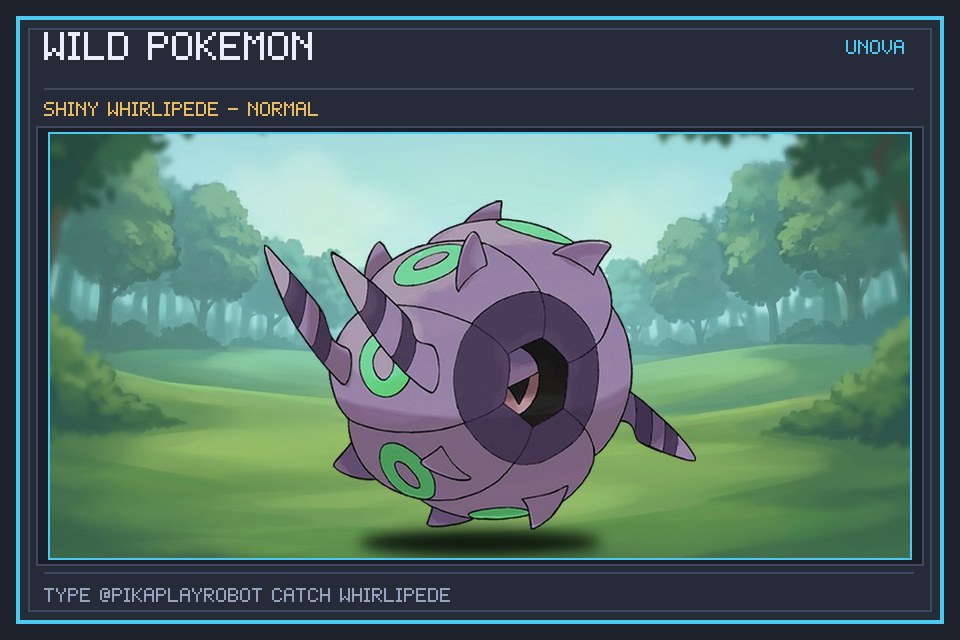 WILD POKEMON
UNOVA
SHINY WHIRLIPEDE - NORMAL
TYPE @PIKAPLAYROBOT CATCH WHIRLIPEDE